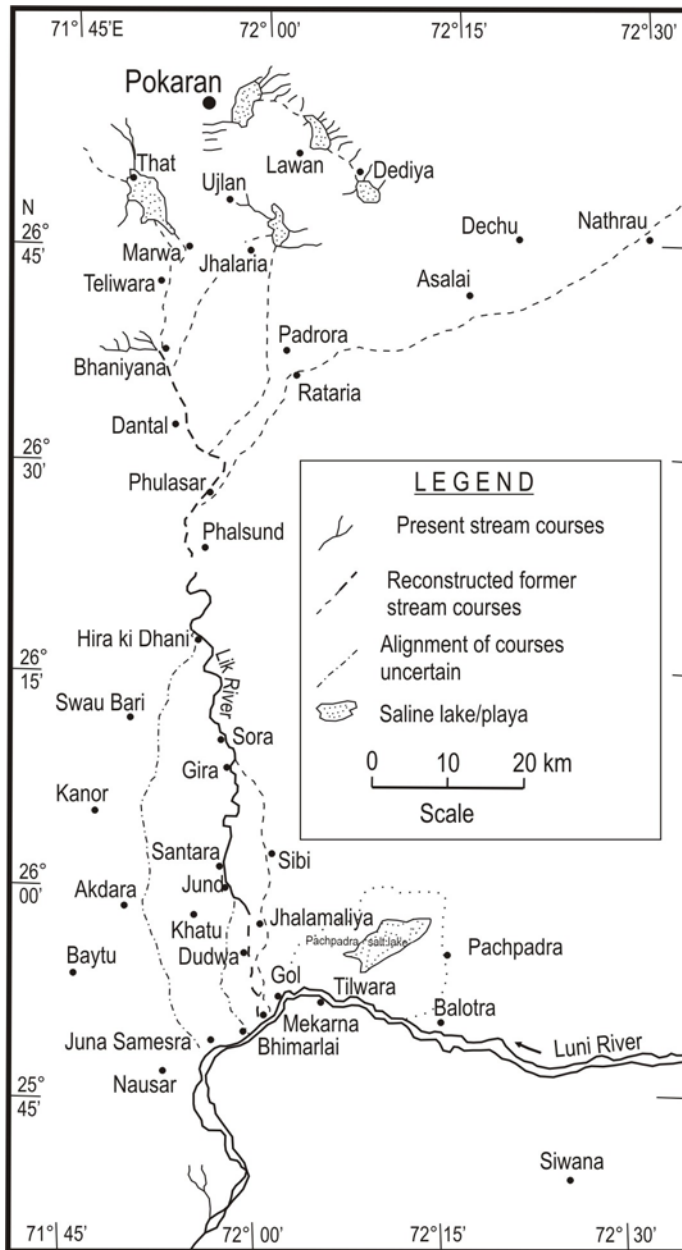 71° 45'E
72° 00'
72° 15'
72° 30'
Pokaran
That
Lawan
Dediya
Ujlan
N
26°
45'
Marwa
Jhalaria
Dechu
Nathrau
Teliwara
Asalai
Bhaniyana
Padrora
Rataria
Dantal
26°
30'
Phulasar
Phalsund
LEGEND
Present stream courses
Reconstructed former
stream courses
Alignment of courses
uncertain
Saline lake/playa
0 10 20 km
Scale
Hira ki Dhani
Lik River
26°
15'
Swau Bari
Sora
Gira
Kanor
Santara
Sibi
26°
00'
Jund
Akdara
Khatu
Jhalamaliya
Dudwa
Pachpadra salt lake
Pachpadra
Baytu
Gol
Tilwara
Balotra
Mekarna
Juna Samesra
Bhimarlai
Luni River
Nausar
25°
45'
Siwana
71° 45'
72° 00'
72° 15'
72° 30'